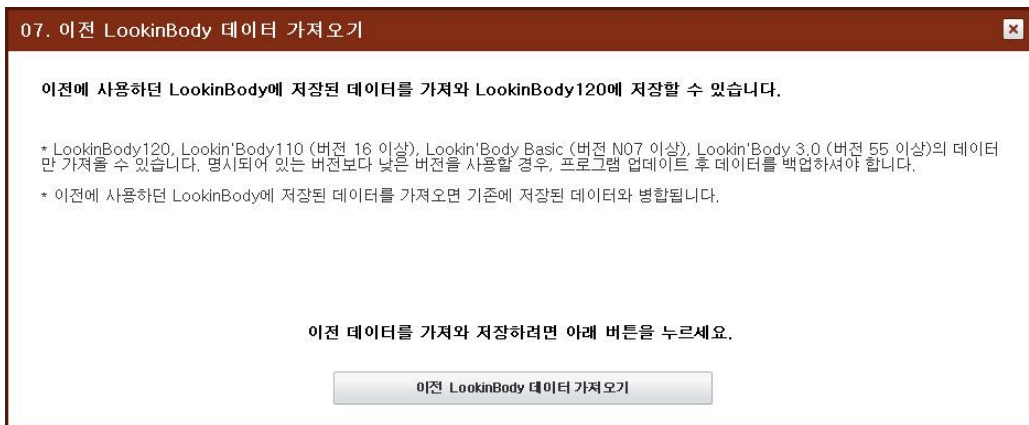 07. 이전 LookinBody 데이터 가져오기
이전에 사용하던 LookinBody에 저장된 데이터를 가져와 LookinBody120에 저장할 수 있습니다.
* LookinBody120, Lookin'Body110 (버전 16 이상), Lookin'Body Basic (버전 N07 이상), Lookin'Body 3.0 (버전 55 이상)의 데이터
만 가져올 수 있습니다. 명시되어 있는 버전보다 낮은 버전을 사용할 경우, 프로그램 업데이트 후 데이터를 백업하셔야 합니다.
* 이전에 사용하던 LookinBody에 저장된 데이터를 가져오면 기존에 저장된 데이터와 병합됩니다.
이전 데이터를 가져와 저장하려면 아래 버튼을 누르세요.
이전 LookinBody 데이터 가져오기